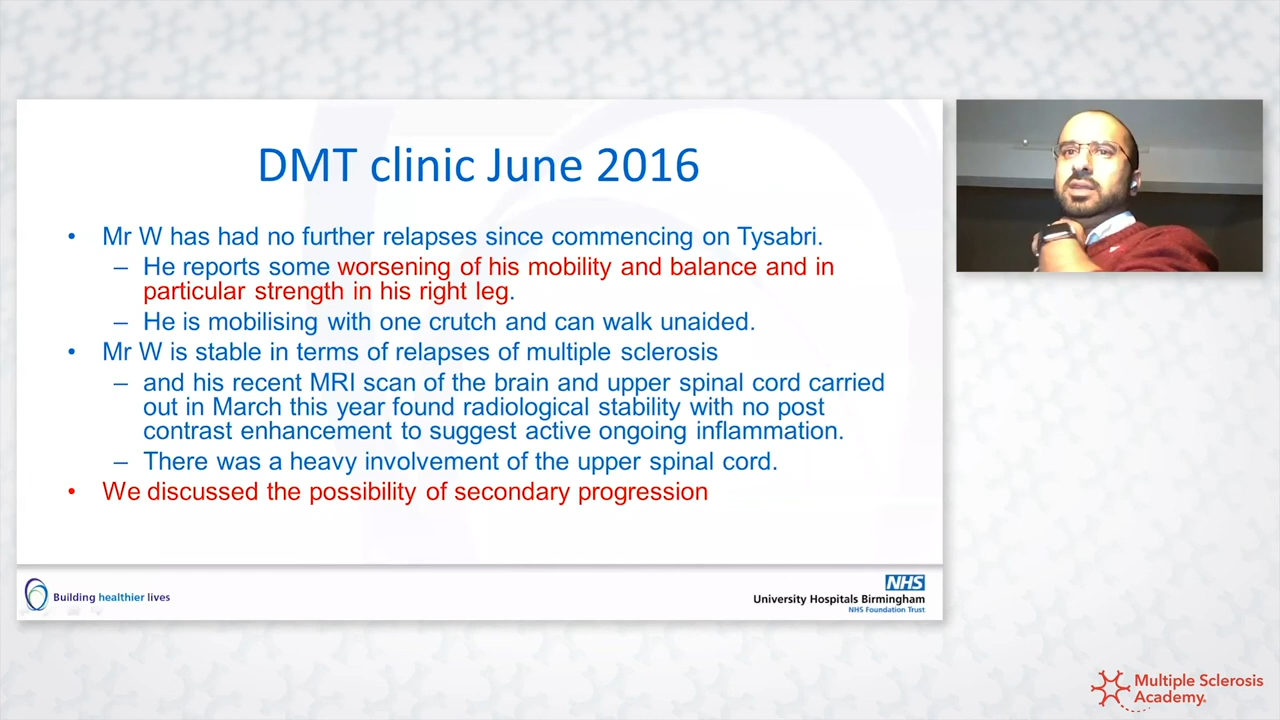 DMT clinic June 2016
• Mr W has had no further relapses since commencing on Tysabri.
– He reports some worsening of his mobility and balance and in
particular strength in his right leg.
– He is mobilising with one crutch and can walk unaided.
• Mr W is stable in terms of relapses of multiple sclerosis
– and his recent MRI scan of the brain and upper spinal cord carried
out in March this year found radiological stability with no post
contrast enhancement to suggest active ongoing inflammation.
– There was a heavy involvement of the upper spinal cord.
• We discussed the possibility of secondary progression
Building healthier lives
NHS
University Hospitals Birmingham
NHS Foundation Trust
Multiple Sclerosis
Academy.